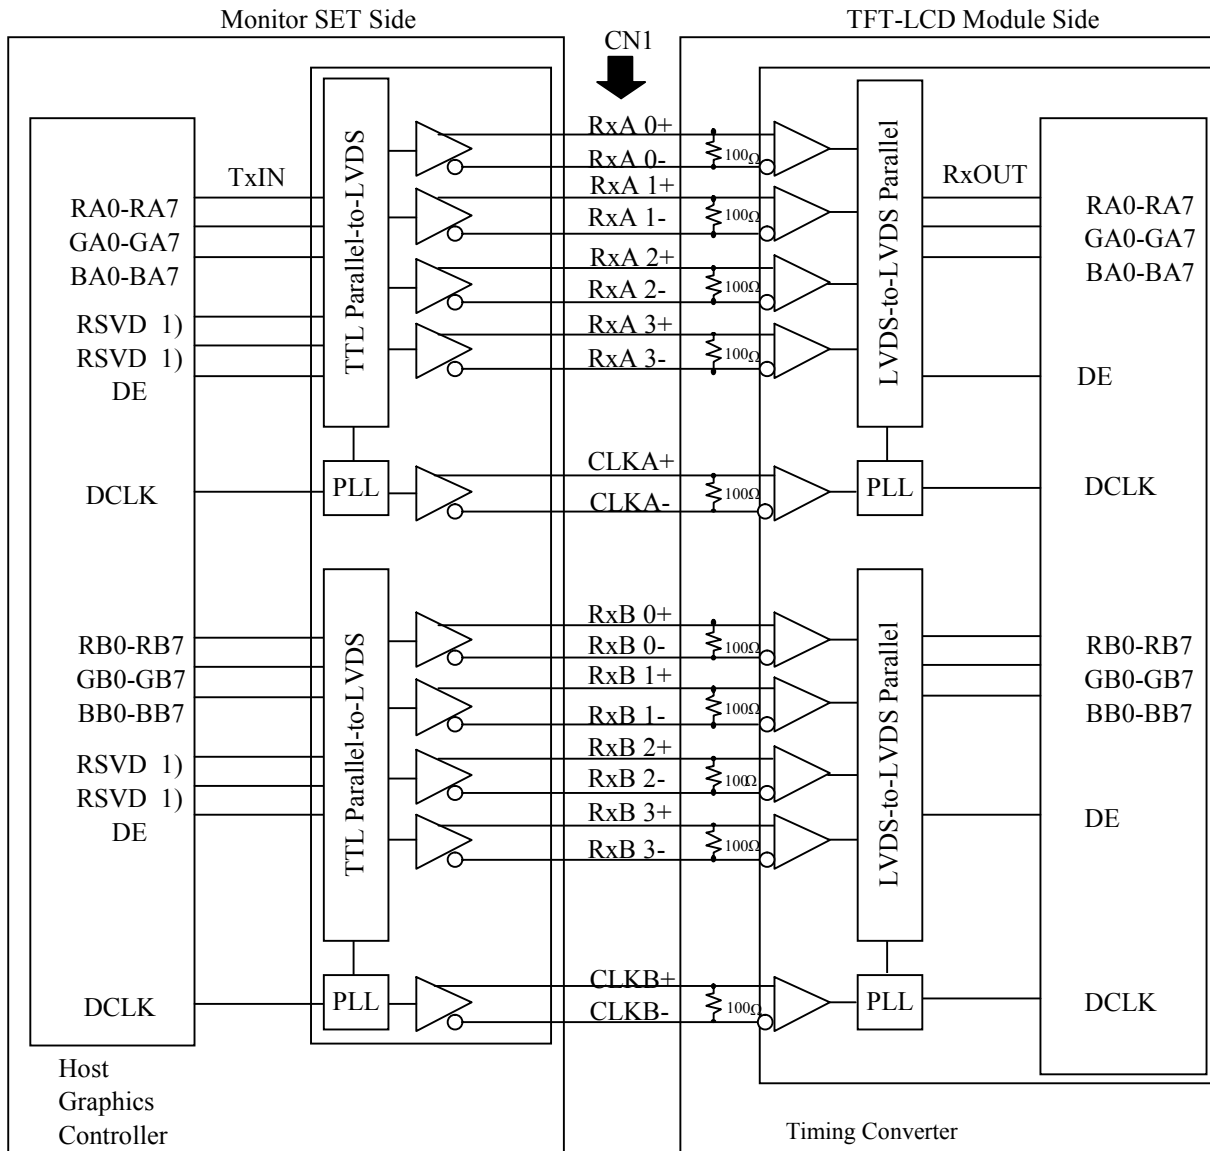 Monitor SET Side
CN1
TFT-LCD Module Side
TxIN
RA0-RA7
GA0-GA7
BA0-BA7
RSVD 1)
RSVD 1)
DE
DCLK
TTL Parallel-to-LVDS
PLL
RxA 0+
RxA 0-
RxA 1+
RxA 1-
RxA 2+
RxA 2-
RxA 3+
RxA 3-
CLKA+
CLKA-
100Ω
100Ω
100Ω
100Ω
100Ω
LVDS-to-LVDS Parallel
PLL
RxOUT
RA0-RA7
GA0-GA7
BA0-BA7
DE
DCLK
RB0-RB7
GB0-GB7
BB0-BB7
RSVD 1)
RSVD 1)
DE
DCLK
TTL Parallel-to-LVDS
PLL
RxB 0+
RxB 0-
RxB 1+
RxB 1-
RxB 2+
RxB 2-
RxB 3+
RxB 3-
CLKB+
CLKB-
100Ω
100Ω
100Ω
100Ω
100Ω
LVDS-to-LVDS Parallel
PLL
RB0-RB7
GB0-GB7
BB0-BB7
DE
DCLK
Host
Graphics
Controller
Timing Converter